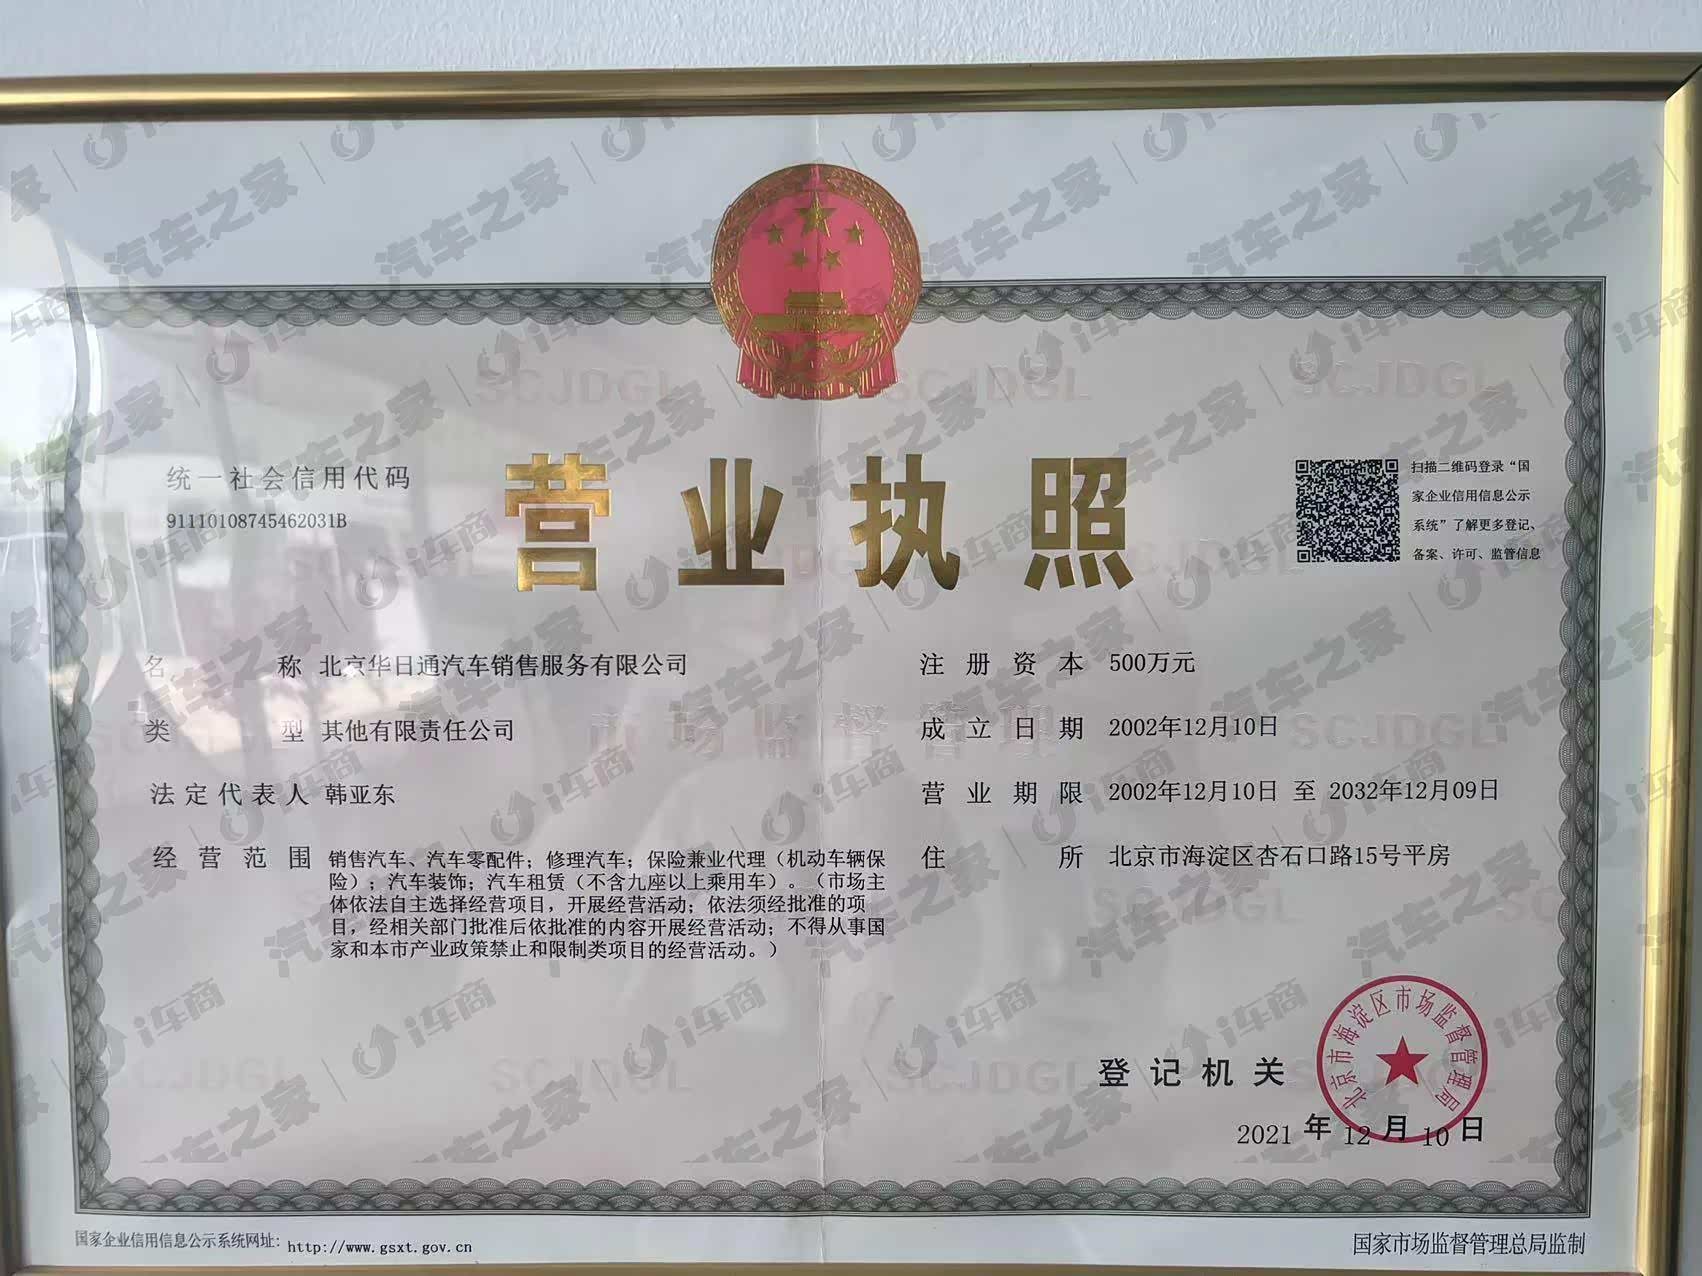 统一社会信用代码
91110108745462031B
营业执照
扫描二维码登录“国
家企业信用信息公示
系统”了解更多登记、
备案、许可、监管信息
名称 北京华日通汽车销售服务有限公司
类型 其他有限责任公司
法定代表人 韩亚东
经营范围 销售汽车、汽车零配件；修理汽车；保险兼业代理（机动车辆保
险）；汽车装饰；汽车租赁（不含九座以上乘用车）。（市场主
体依法自主选择经营项目，开展经营活动；依法须经批准的项
目，经相关部门批准后依批准的内容开展经营活动；不得从事国
家和本市产业政策禁止和限制类项目的经营活动。）
注册资本 500万元
成立日期 2002年12月10日
营业期限 2002年12月10日 至 2032年12月09日
住所 北京市海淀区杏石口路15号平房
登记机关
北京市海淀区市场监督管理局
2021 年 12 月 10 日
国家企业信用信息公示系统网址： http://www.gsxt.gov.cn
国家市场监督管理总局监制
市场监督管理
SCJDGL
汽车之家 | i车商